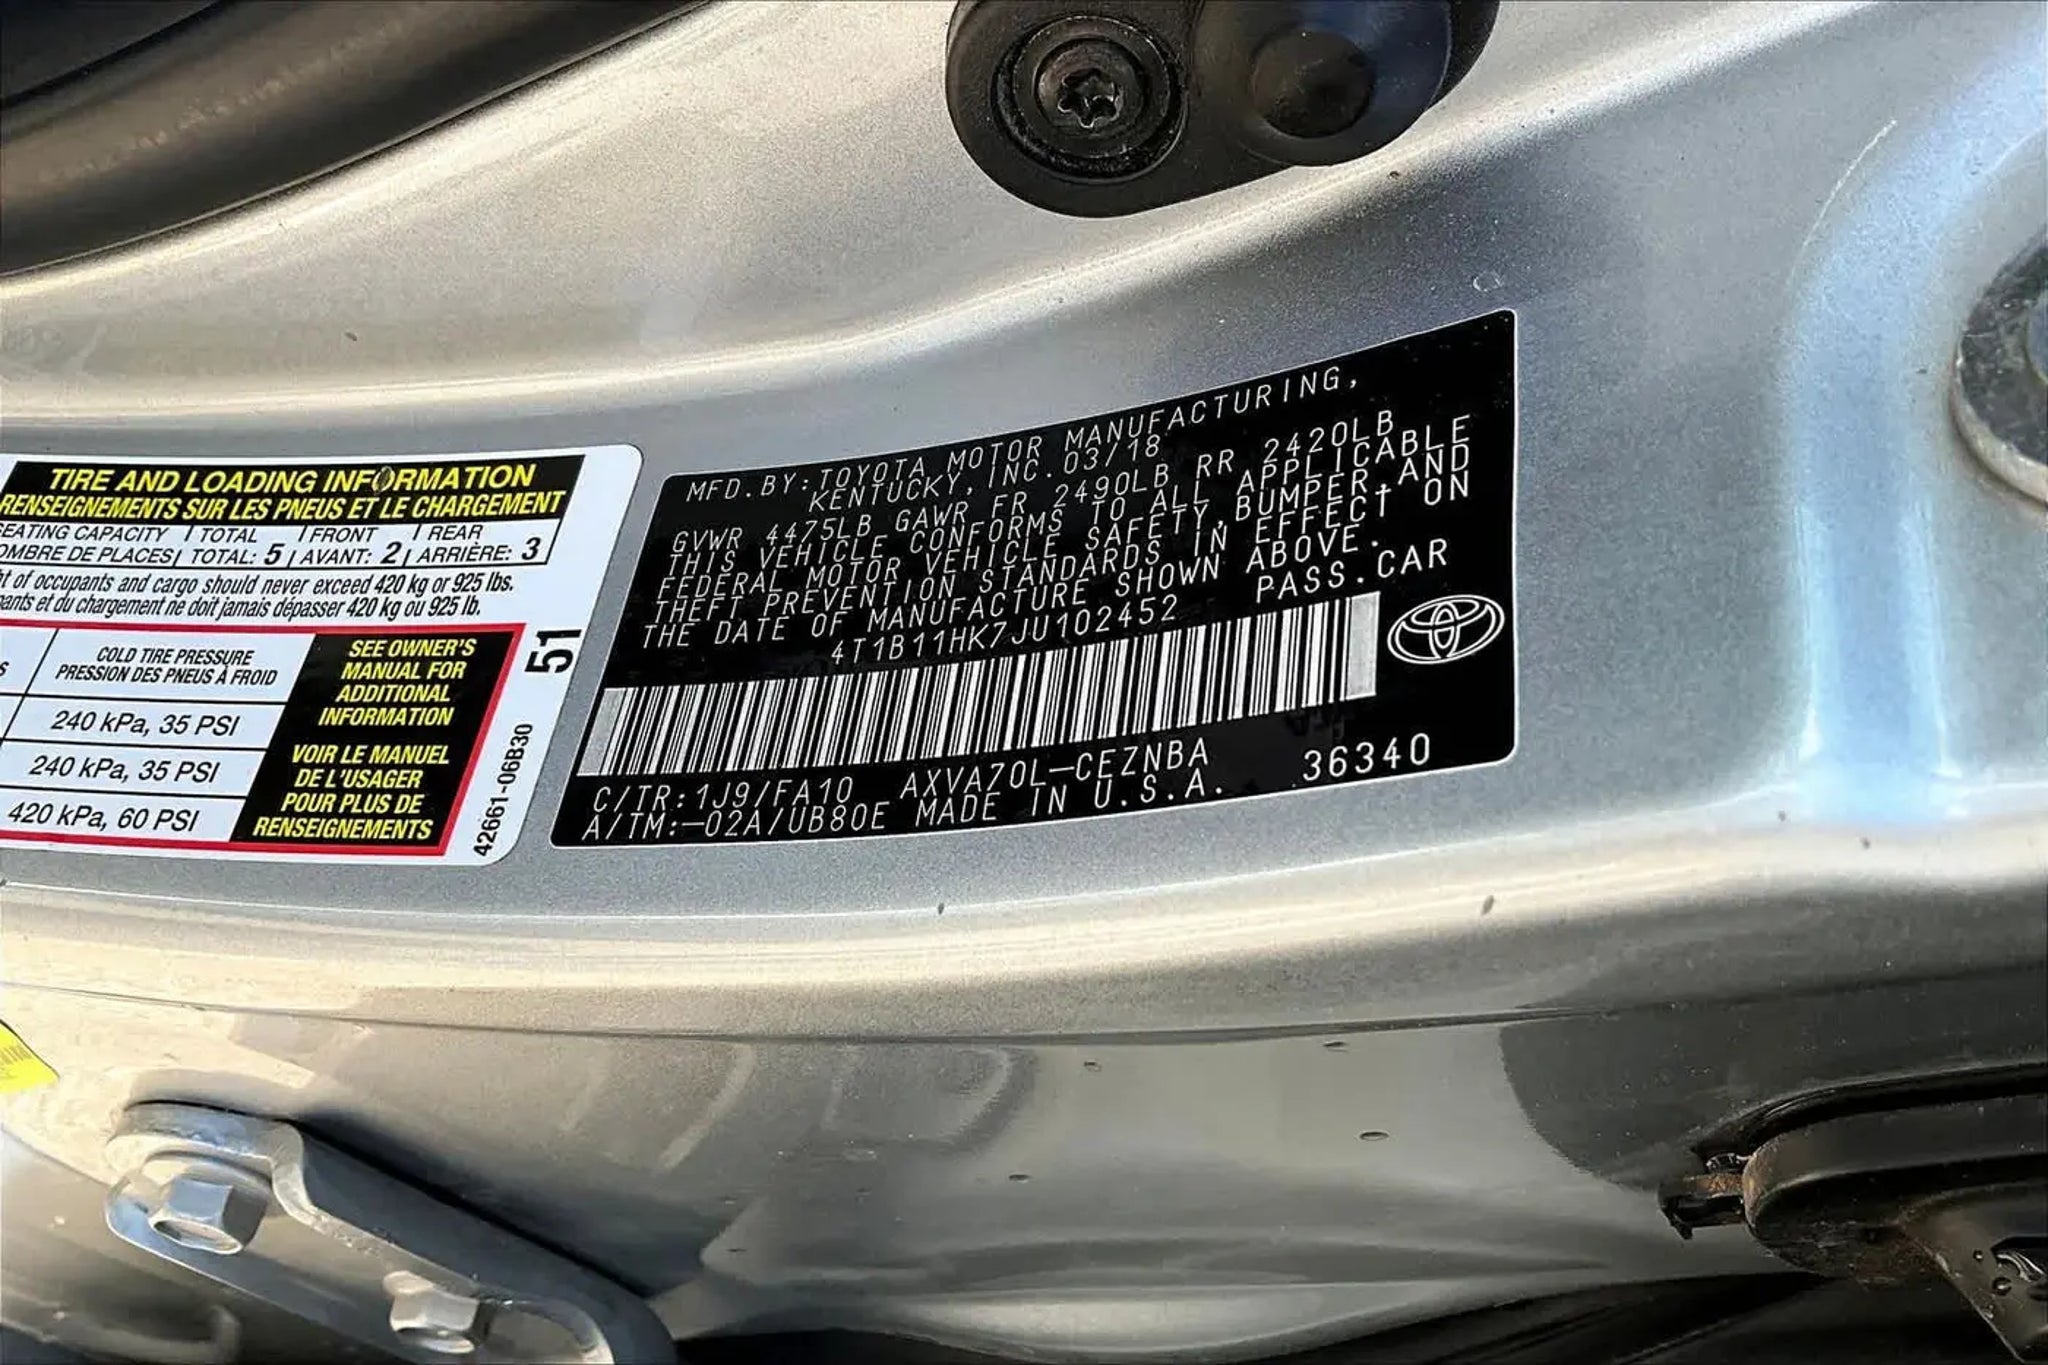 TIRE AND LOADING INFORMATION
RENSEIGNEMENTS SUR LES PNEUS ET LE CHARGEMENT
SEATING CAPACITY TOTAL FRONT REAR
NOMBRE DE PLACES TOTAL: 5 AVANT: 2 ARRIÈRE: 3
of occupants and cargo should never exceed 420 kg or 925 lbs.
et du chargement ne doit jamais dépasser 420 kg ou 925 lb.
COLD TIRE PRESSURE
PRESSION DES PNEUS À FROID
240 kPa, 35 PSI
240 kPa, 35 PSI
420 kPa, 60 PSI
SEE OWNER'S
MANUAL FOR
ADDITIONAL
INFORMATION
VOIR LE MANUEL
DE L'USAGER
POUR PLUS DE
RENSEIGNEMENTS
51
42661-06B30
MFD.BY:TOYOTA MOTOR MANUFACTURING,
KENTUCKY,INC.03/18
GVWR 4475LB GAWR FR 2490LB RR 2420LB
THIS VEHICLE CONFORMS TO ALL APPLICABLE
FEDERAL MOTOR VEHICLE SAFETY,BUMPER,AND
THEFT PREVENTION STANDARDS IN EFFECT ON
THE DATE OF MANUFACTURE SHOWN ABOVE.
4T1B11HK7JU102452 PASS.CAR
C/TR:1J9/FA10 AXVA70L-CEZNBA 36340
A/TM:-02A/UB80E MADE IN U.S.A.